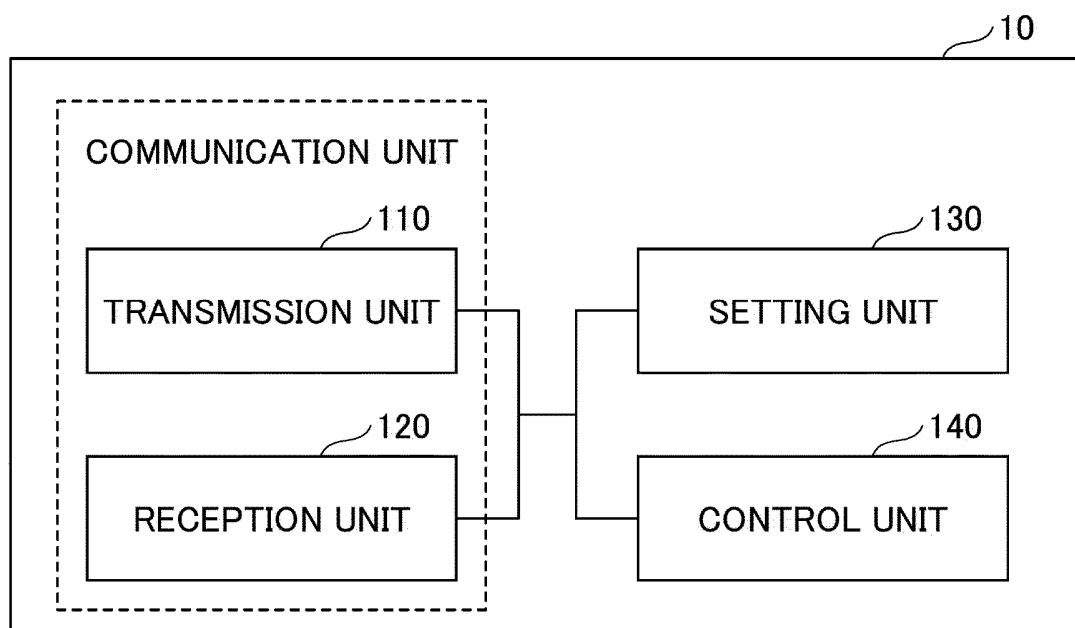 10
COMMUNICATION UNIT
110
TRANSMISSION UNIT
120
RECEPTION UNIT
130
SETTING UNIT
140
CONTROL UNIT